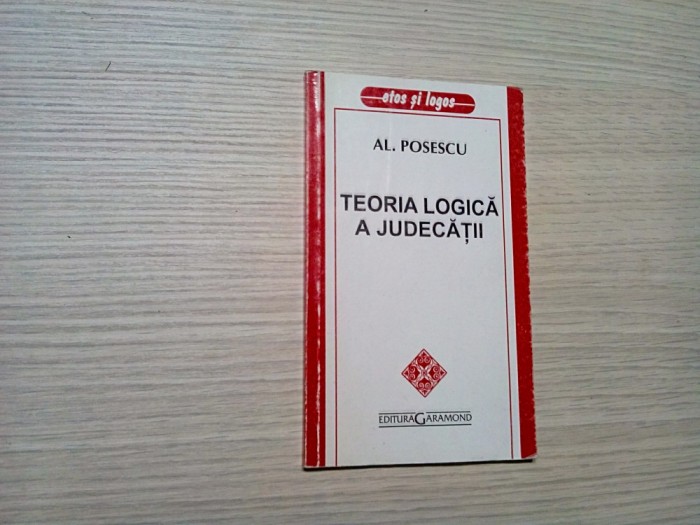 etos și logos
AL. POSESCU
TEORIA LOGICĂ
A JUDECĂȚII
EDITURA GARAMOND